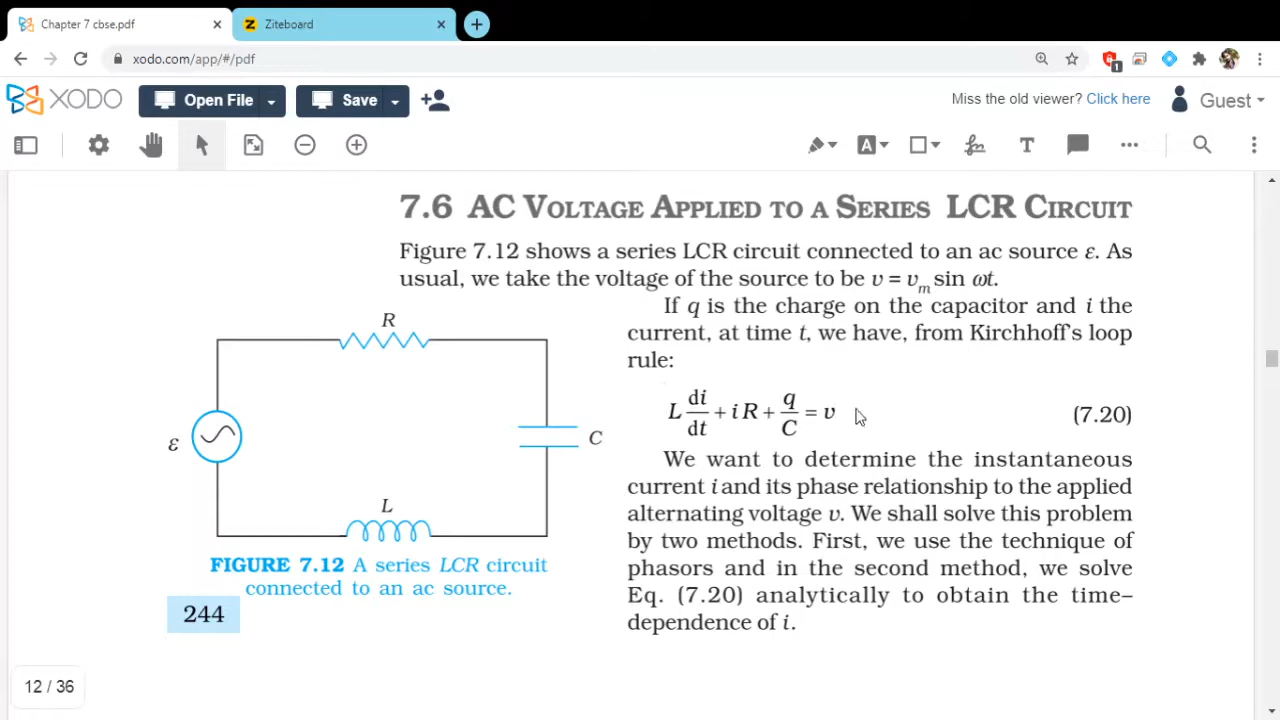 Chapter 7 cbse.pdf
Ziteboard
xodo.com/app/#/pdf
1
XODO
Open File
Save
Miss the old viewer? Click here
Guest
7.6 AC VOLTAGE APPLIED TO A SERIES LCR CIRCUIT
Figure 7.12 shows a series LCR circuit connected to an ac source ε. As
usual, we take the voltage of the source to be v = vₘ sin ωt.
If q is the charge on the capacitor and i the
current, at time t, we have, from Kirchhoff's loop
rule:
L di/dt + i R + q/C = v (7.20)
We want to determine the instantaneous
current i and its phase relationship to the applied
alternating voltage v. We shall solve this problem
by two methods. First, we use the technique of
phasors and in the second method, we solve
Eq. (7.20) analytically to obtain the time–
dependence of i.
R
ε
C
L
FIGURE 7.12 A series LCR circuit
connected to an ac source.
244
12 / 36